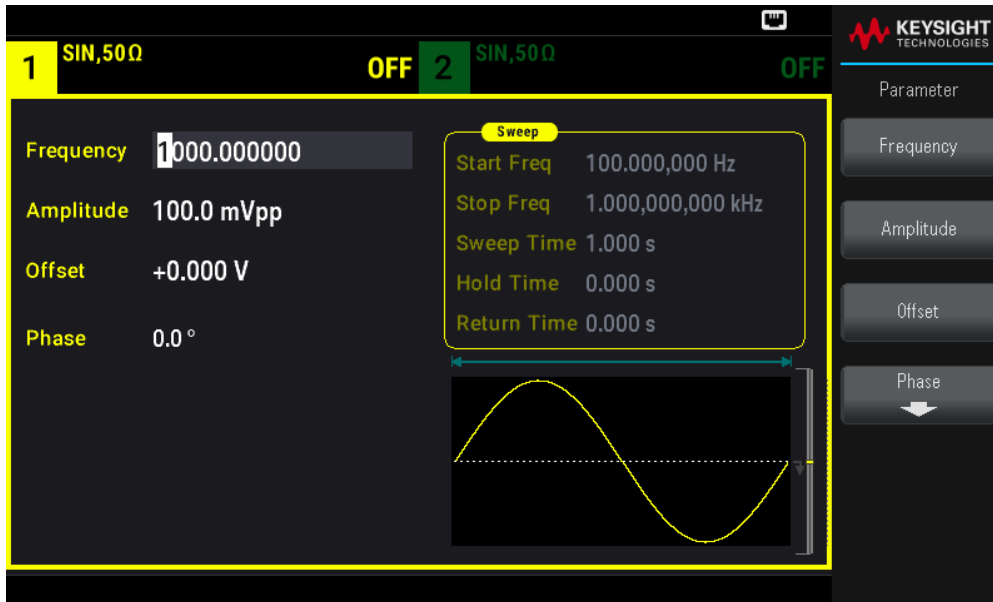 KEYSIGHT
TECHNOLOGIES
1 SIN,50Ω OFF
2 SIN,50Ω OFF
Parameter
Frequency 1000.000000
Amplitude 100.0 mVpp
Offset +0.000 V
Phase 0.0 °
Sweep
Start Freq 100.000,000 Hz
Stop Freq 1.000,000,000 kHz
Sweep Time 1.000 s
Hold Time 0.000 s
Return Time 0.000 s
Frequency
Amplitude
Offset
Phase